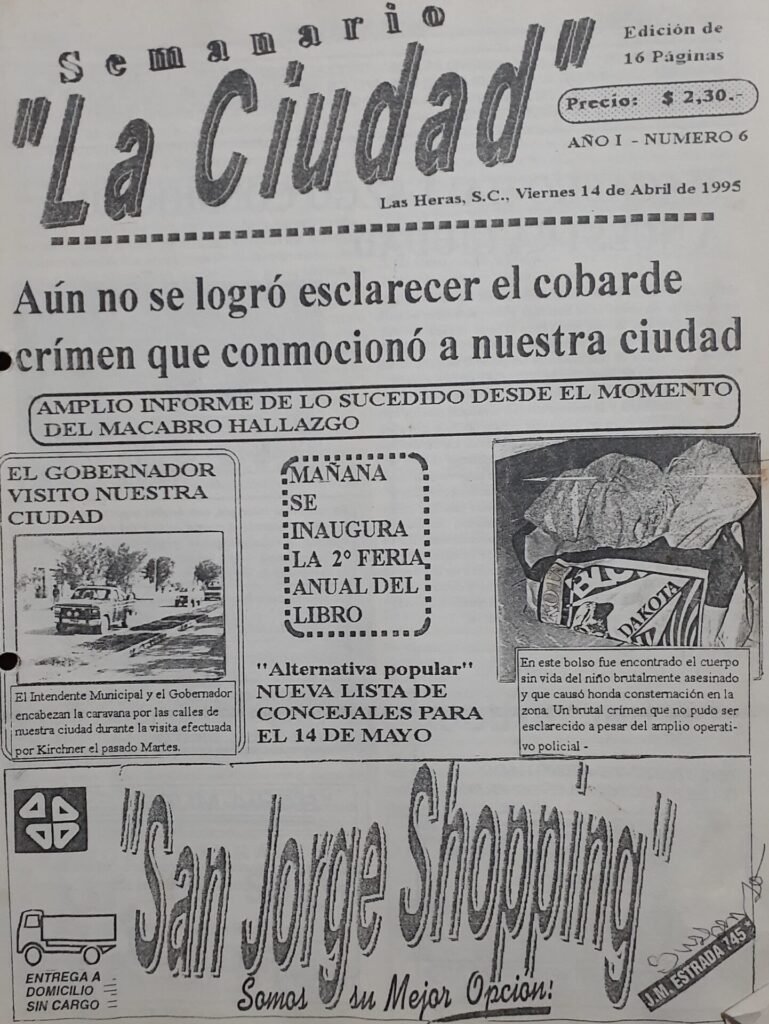 Semanario
"La Ciudad"
Edición de
16 Páginas
Precio: $ 2,30.-
AÑO I - NUMERO 6
Las Heras, S.C., Viernes 14 de Abril de 1995
Aún no se logró esclarecer el cobarde
crímen que conmocionó a nuestra ciudad
AMPLIO INFORME DE LO SUCEDIDO DESDE EL MOMENTO
DEL MACABRO HALLAZGO
EL GOBERNADOR
VISITO NUESTRA
CIUDAD
El Intendente Municipal y el Gobernador
encabezan la caravana por las calles de
nuestra ciudad durante la visita efectuada
por Kirchner el pasado Martes.
MAÑANA
SE
INAUGURA
LA 2º FERIA
ANUAL DEL
LIBRO
"Alternativa popular"
NUEVA LISTA DE
CONCEJALES PARA
EL 14 DE MAYO
DAKOTA
En este bolso fue encontrado el cuerpo
sin vida del niño brutalmente asesinado
y que causó honda consternación en la
zona. Un brutal crímen que no pudo ser
esclarecido a pesar del amplio operati-
vo policial -
"San Jorge Shopping"
ENTREGA A
DOMICILIO
SIN CARGO
Somos su Mejor Opción!
J.M. ESTRADA 745